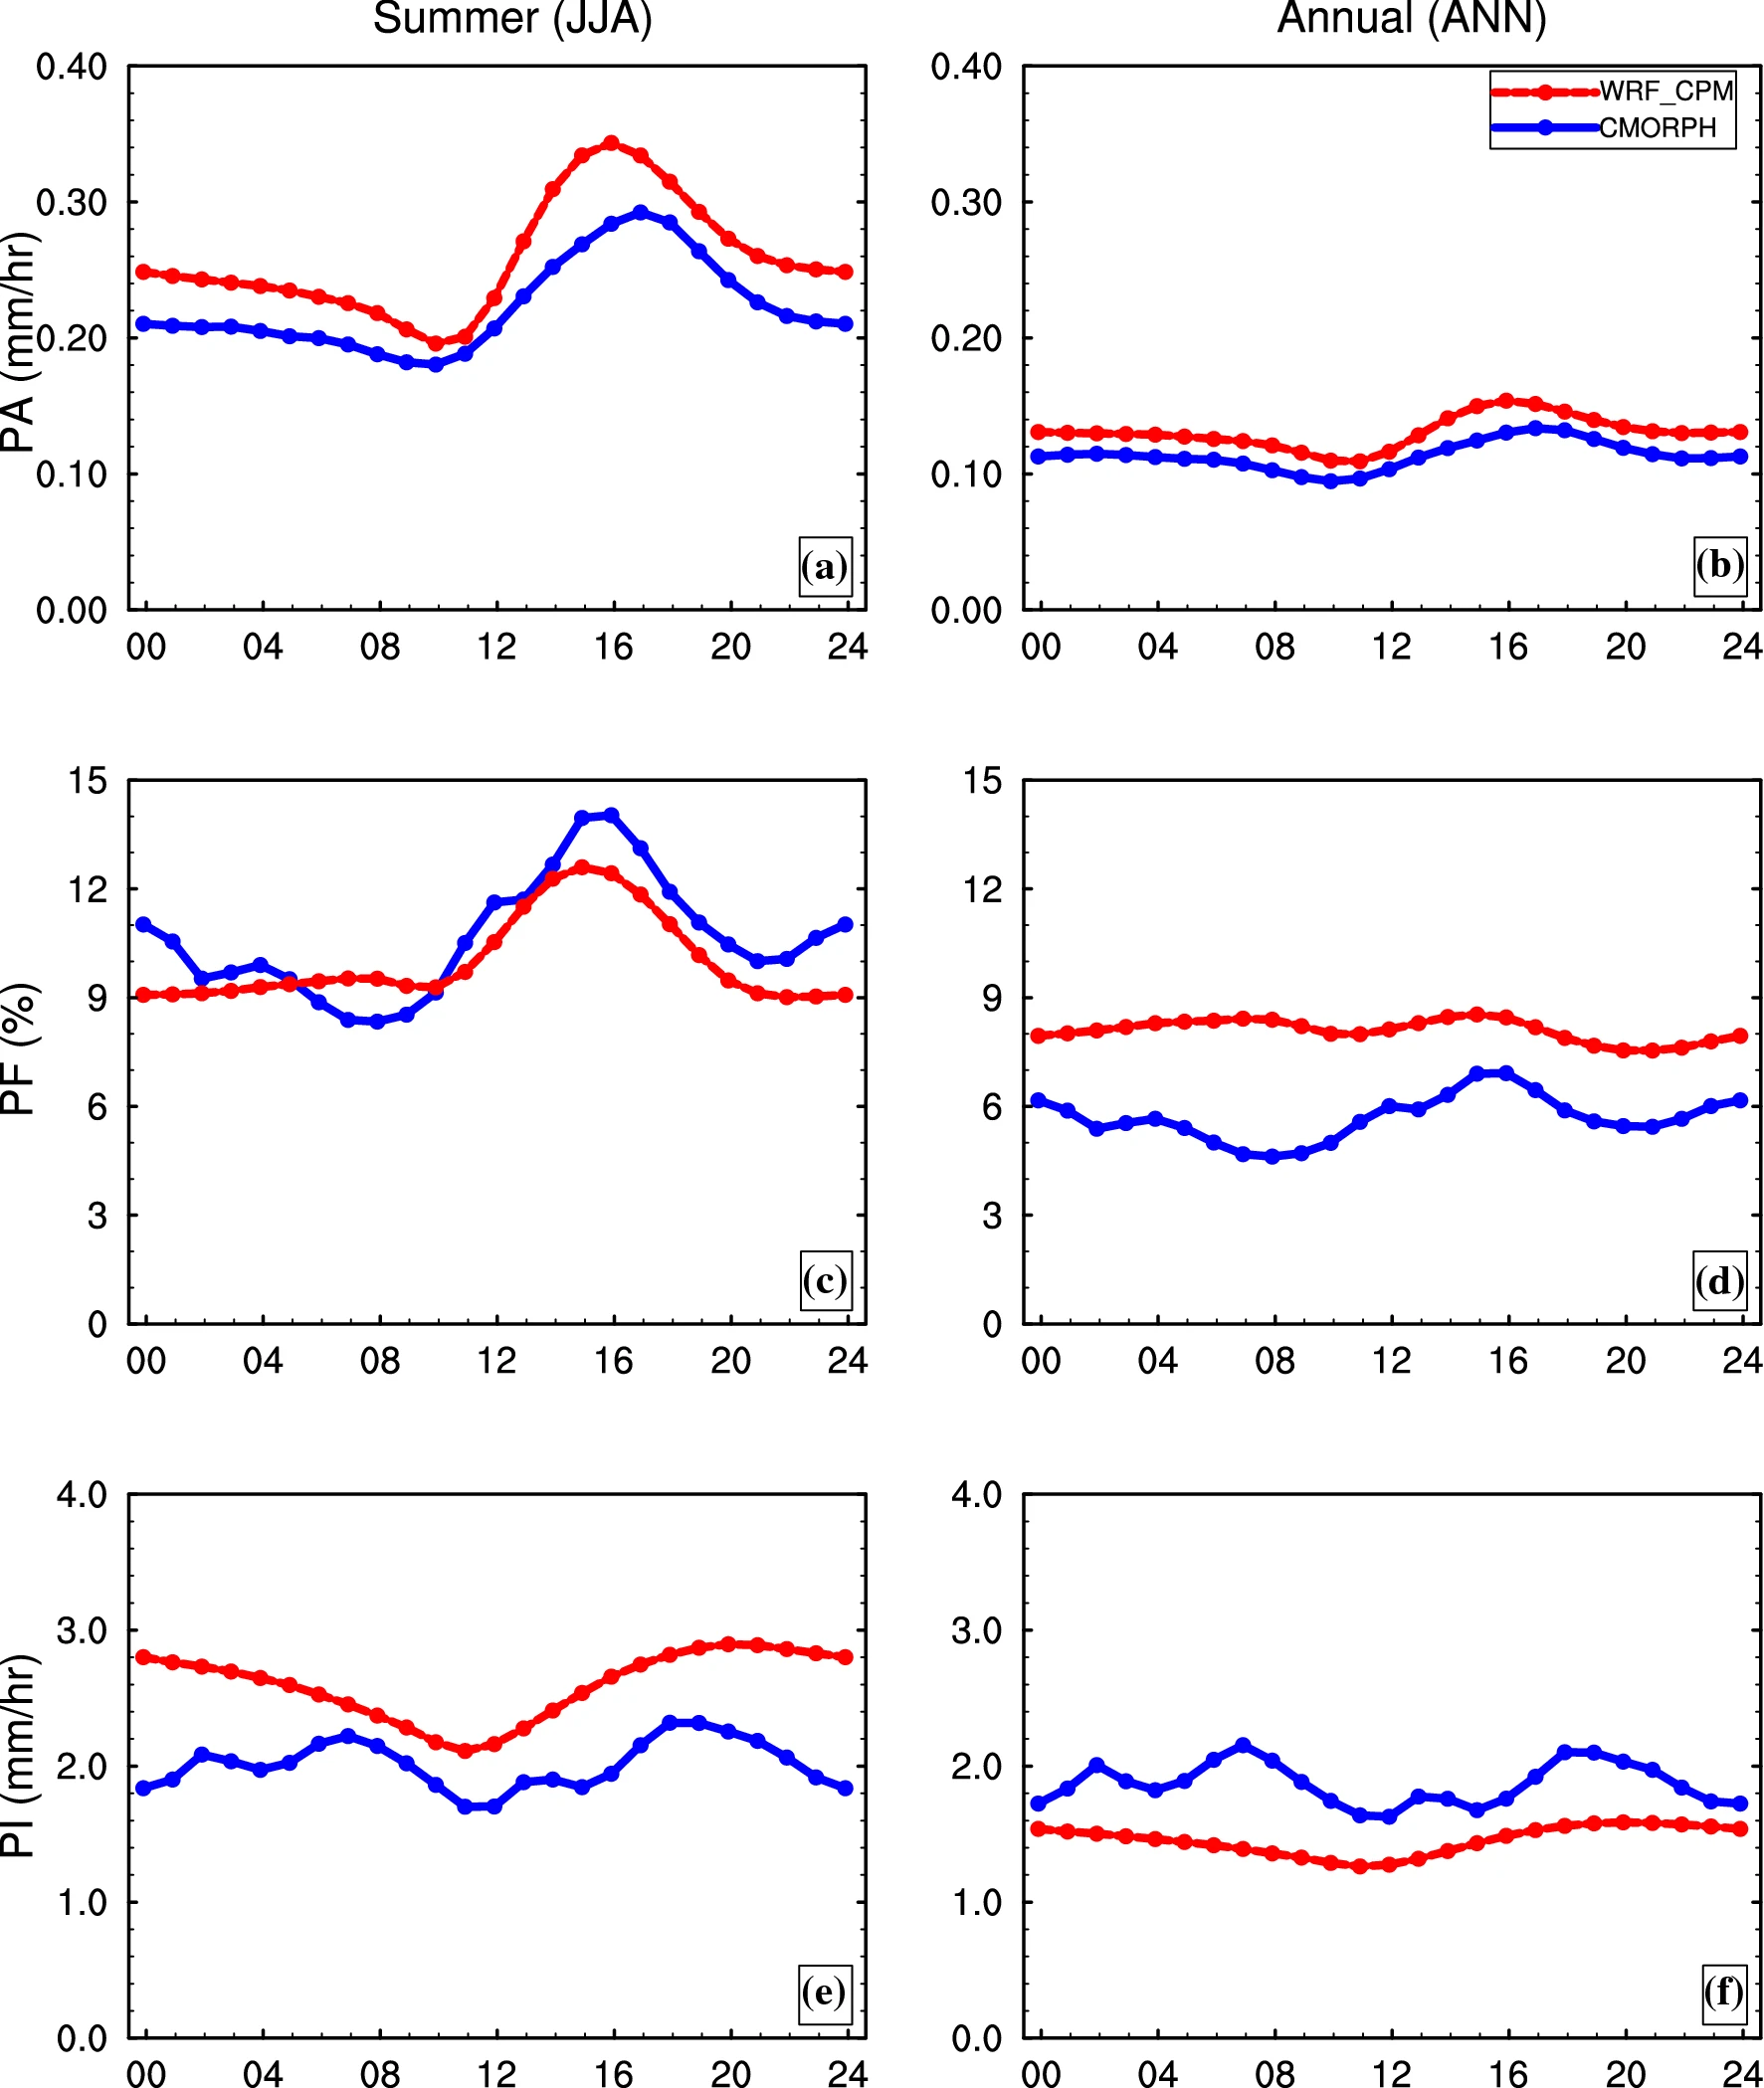 Summer (JJA)
Annual (ANN)
PA (mm/hr)
0.40
0.30
0.20
0.10
0.00
00 04 08 12 16 20 24
(a)
0.40
0.30
0.20
0.10
0.00
00 04 08 12 16 20 24
WRF_CPM
CMORPH
(b)
PF (%)
15
12
9
6
3
0
00 04 08 12 16 20 24
(c)
15
12
9
6
3
0
00 04 08 12 16 20 24
(d)
PI (mm/hr)
4.0
3.0
2.0
1.0
0.0
00 04 08 12 16 20 24
(e)
4.0
3.0
2.0
1.0
0.0
00 04 08 12 16 20 24
(f)